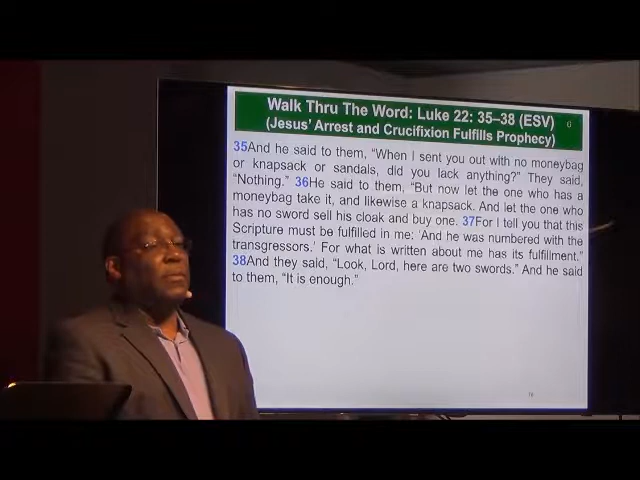 Walk Thru The Word: Luke 22: 35–38 (ESV)
6
(Jesus' Arrest and Crucifixion Fulfills Prophecy)
35And he said to them, “When I sent you out with no moneybag
or knapsack or sandals, did you lack anything?” They said,
“Nothing.” 36He said to them, “But now let the one who has a
moneybag take it, and likewise a knapsack. And let the one who
has no sword sell his cloak and buy one. 37For I tell you that this
Scripture must be fulfilled in me: ‘And he was numbered with the
transgressors.’ For what is written about me has its fulfillment.”
38And they said, “Look, Lord, here are two swords.” And he said
to them, “It is enough.”